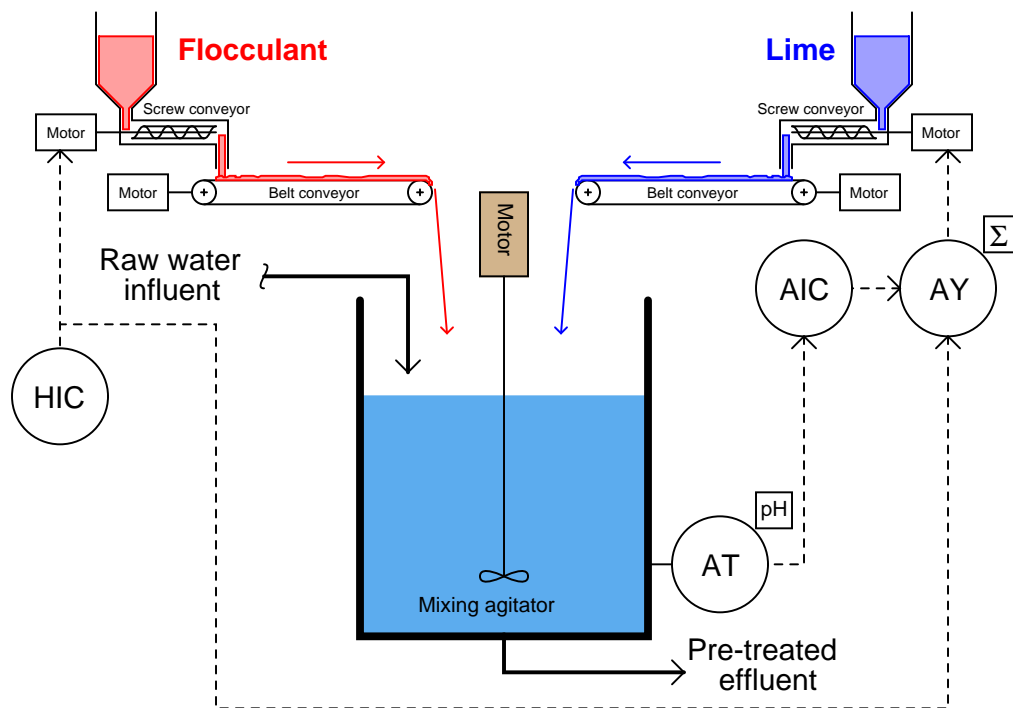 Flocculant
Lime
Screw conveyor
Screw conveyor
Motor
Motor
Motor
Belt conveyor
Belt conveyor
Motor
+
+
+
+
Motor
Σ
Raw water
influent
AIC
AY
HIC
pH
AT
Mixing agitator
Pre-treated
effluent